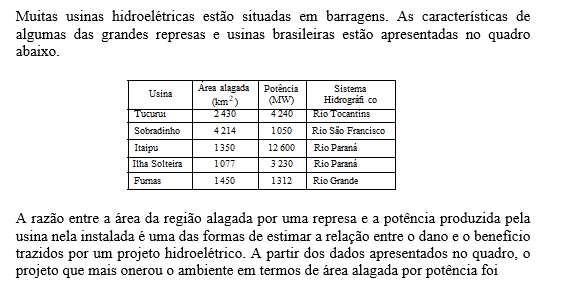 Muitas usinas hidroelétricas estão situadas em barragens. As características de
algumas das grandes represas e usinas brasileiras estão apresentadas no quadro
abaixo.
Usina Área alagada (km²) Potência (MW) Sistema Hidrográfi co
Tucuruí 2 430 4 240 Rio Tocantins
Sobradinho 4 214 1 050 Rio São Francisco
Itaipu 1 350 12 600 Rio Paraná
Ilha Solteira 1 077 3 230 Rio Paraná
Furnas 1 450 1 312 Rio Grande
A razão entre a área da região alagada por uma represa e a potência produzida pela
usina nela instalada é uma das formas de estimar a relação entre o dano e o benefício
trazidos por um projeto hidroelétrico. A partir dos dados apresentados no quadro, o
projeto que mais onerou o ambiente em termos de área alagada por potência foi